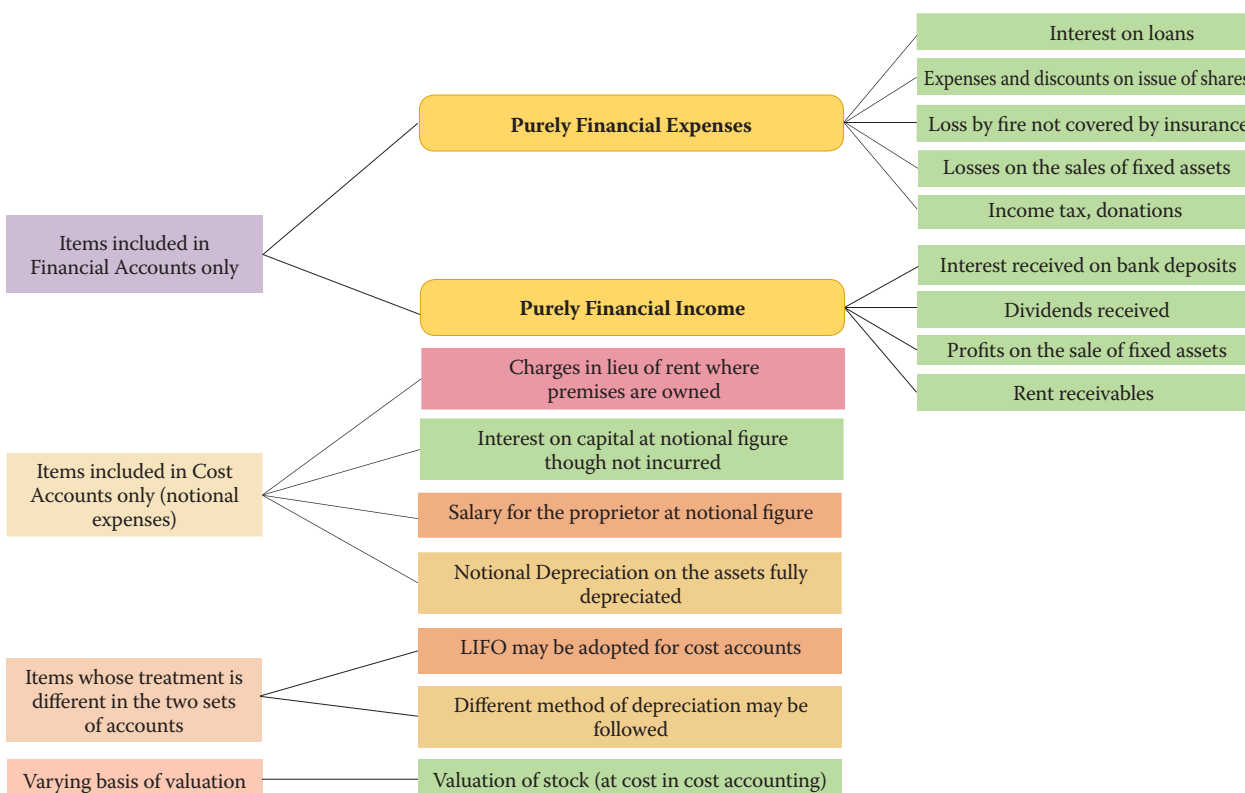 Items included in
Financial Accounts only
Purely Financial Expenses
Interest on loans
Expenses and discounts on issue of shares
Loss by fire not covered by insurance
Losses on the sales of fixed assets
Income tax, donations
Purely Financial Income
Interest received on bank deposits
Dividends received
Profits on the sale of fixed assets
Rent receivables
Items included in Cost
Accounts only (notional
expenses)
Charges in lieu of rent where
premises are owned
Interest on capital at notional figure
though not incurred
Salary for the proprietor at notional figure
Notional Depreciation on the assets fully
depreciated
Items whose treatment is
different in the two sets
of accounts
LIFO may be adopted for cost accounts
Different method of depreciation may be
followed
Varying basis of valuation
Valuation of stock (at cost in cost accounting)